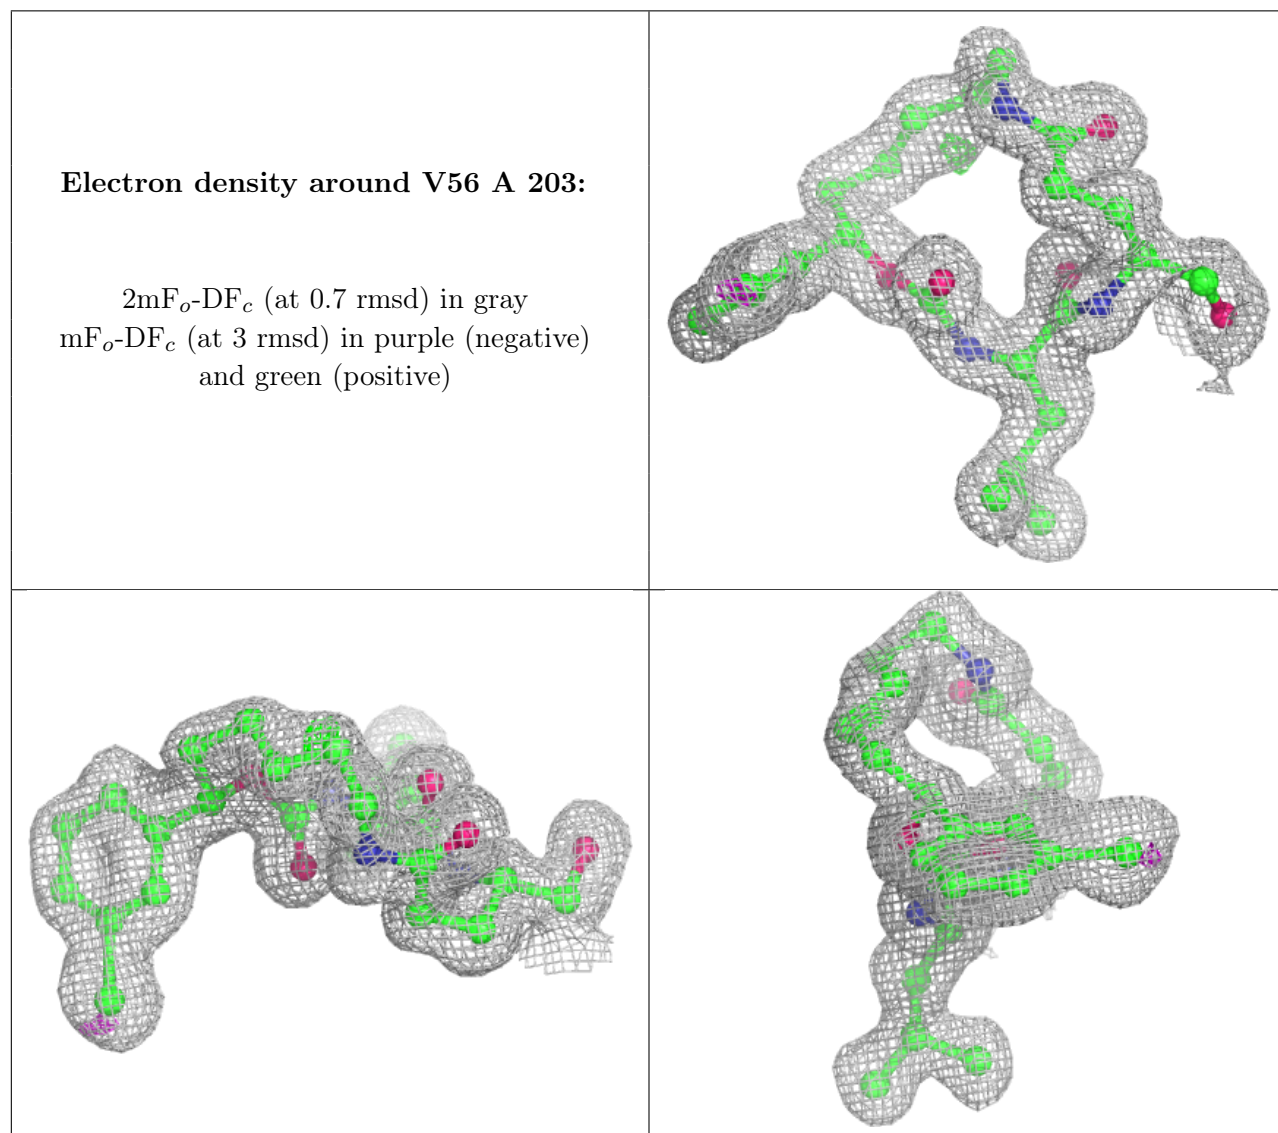 Electron density around V56 A 203:
2mFₒ-DF𝒸 (at 0.7 rmsd) in gray
mFₒ-DF𝒸 (at 3 rmsd) in purple (negative)
and green (positive)